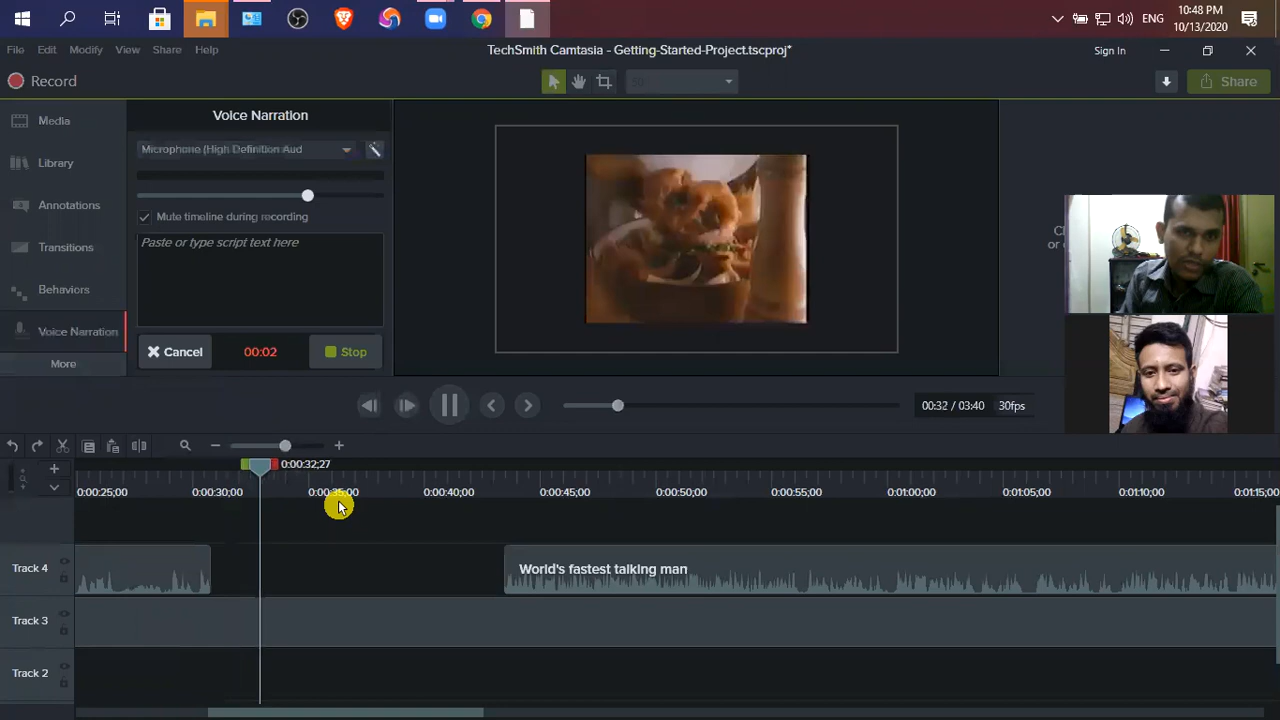 10:48 PM
ENG
10/13/2020
File Edit Modify View Share Help
TechSmith Camtasia - Getting-Started-Project.tscproj*
Sign In
Record
Share
Media
Library
Annotations
Transitions
Behaviors
Voice Narration
More
Voice Narration
Microphone (High Definition Aud
Mute timeline during recording
Paste or type script text here
Cancel
00:02
Stop
00:32 / 03:40
30fps
0:00:32;27
0:00:25;00 0:00:30;00 0:00:35;00 0:00:40;00 0:00:45;00 0:00:50;00 0:00:55;00 0:01:00;00 0:01:05;00 0:01:10;00 0:01:15;00
Track 4
World's fastest talking man
Track 3
Track 2